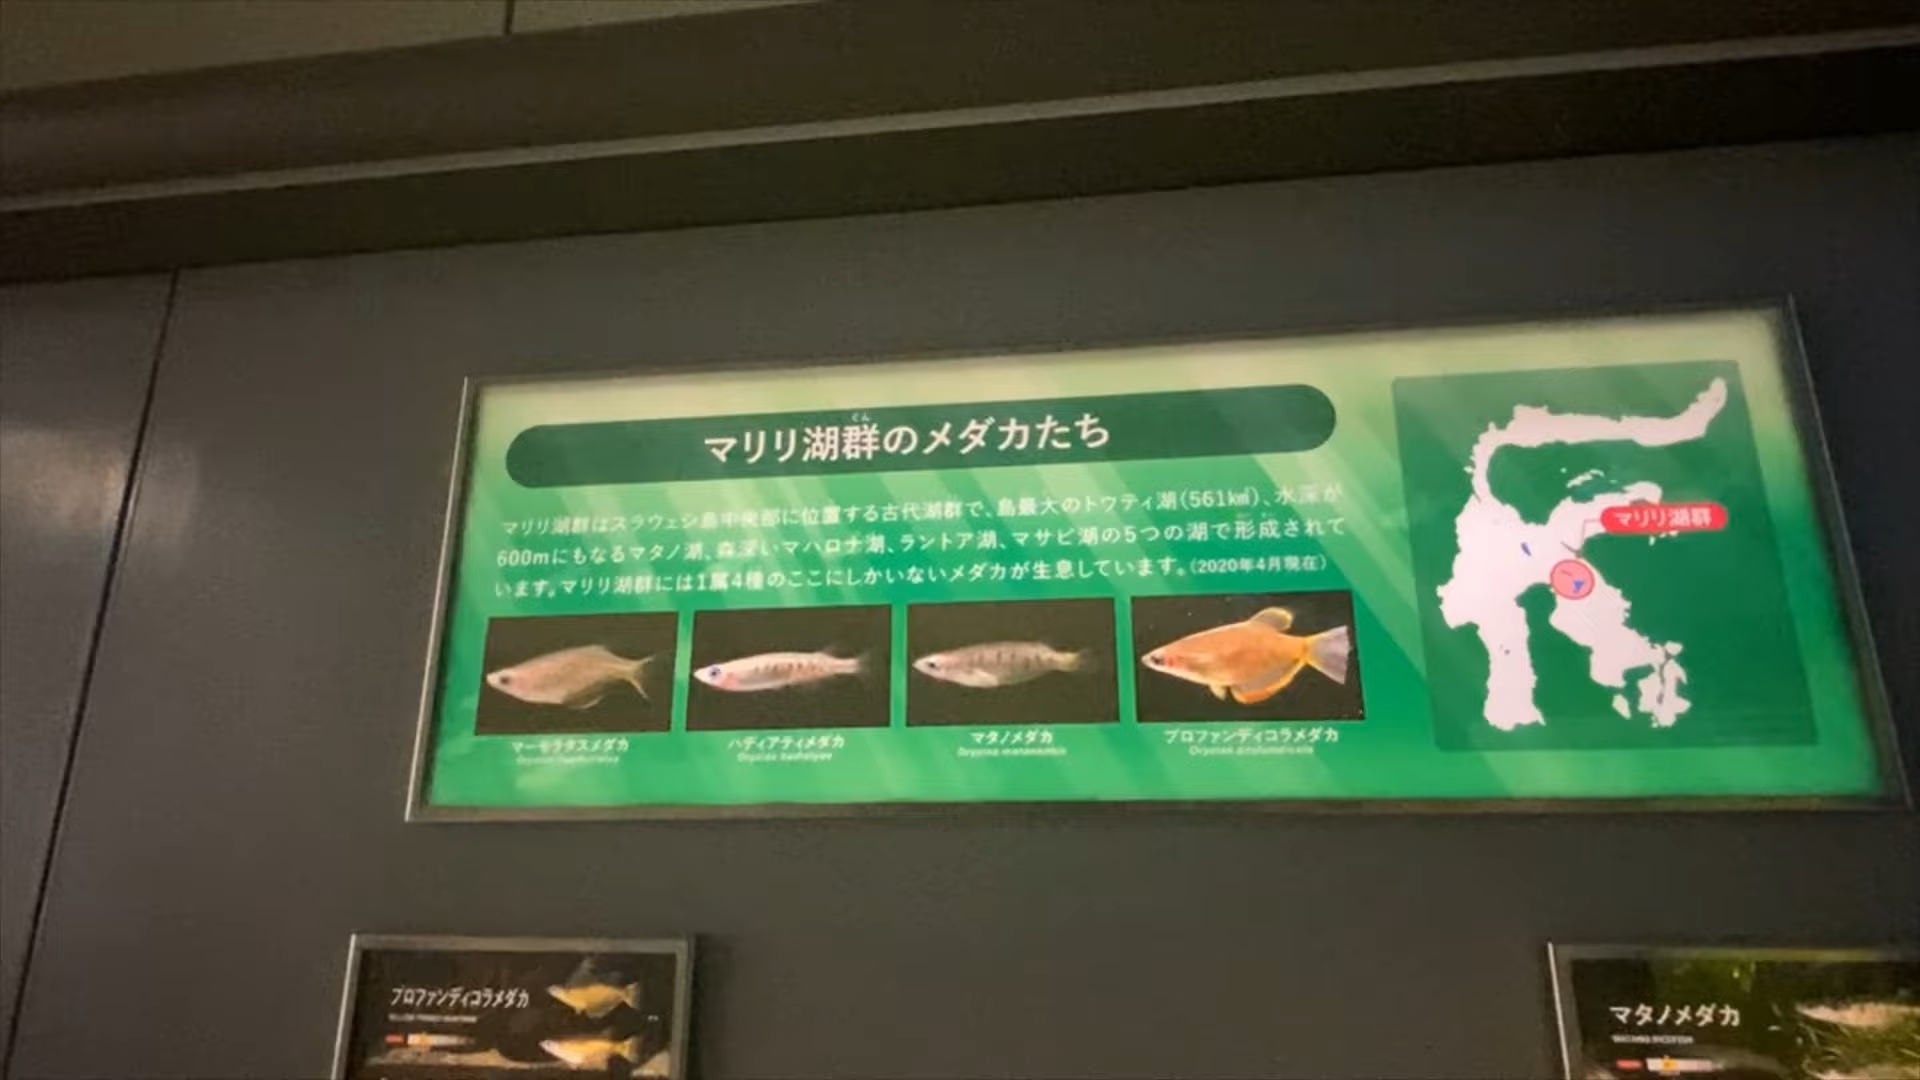 ぐん
マリリ湖群のメダカたち
マリリ湖群はスラウェシ島中央部に位置する古代湖群で、島最大のトウティ湖(561km²)、水深が
600mにもなるマタノ湖、森深いマハロナ湖、ラントア湖、マサピ湖の5つの湖で形成されて
います。マリリ湖群には1属4種のここにしかいないメダカが生息しています。(2020年4月現在)
マリリ湖群
マーモラタスメダカ
ハディアティメダカ
マタノメダカ
プロファンディコラメダカ
Oryzias hadiatyae
Oryzias matanensis
Oryzias profundicola
プロファンディコラメダカ
マタノメダカ